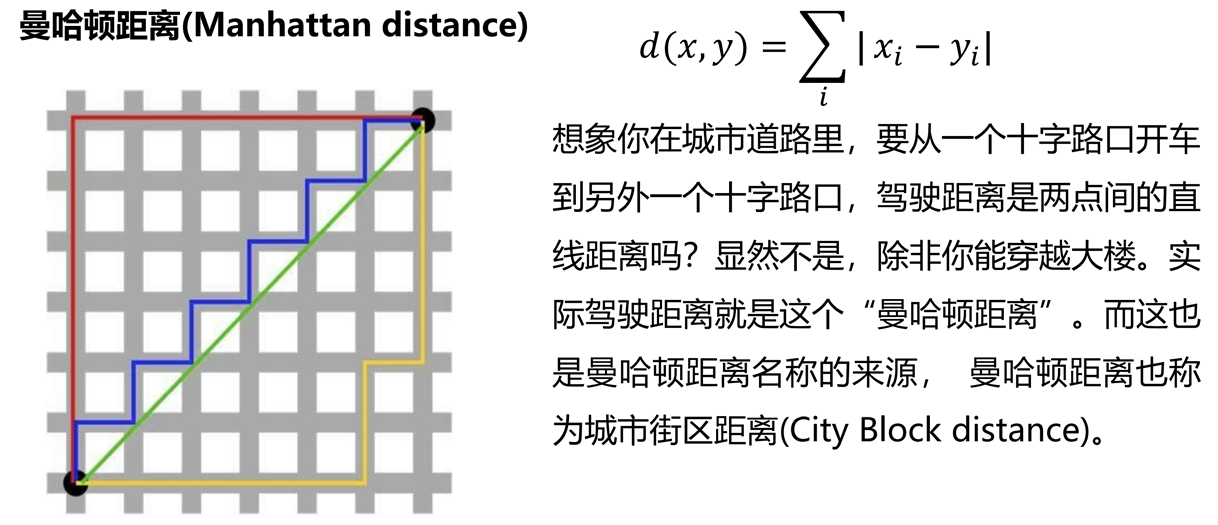 曼哈顿距离(Manhattan distance)
d(x, y) = ∑ᵢ | xᵢ − yᵢ|
想象你在城市道路里，要从一个十字路口开车
到另外一个十字路口，驾驶距离是两点间的直
线距离吗？显然不是，除非你能穿越大楼。实
际驾驶距离就是这个“曼哈顿距离”。而这也
是曼哈顿距离名称的来源， 曼哈顿距离也称
为城市街区距离(City Block distance)。